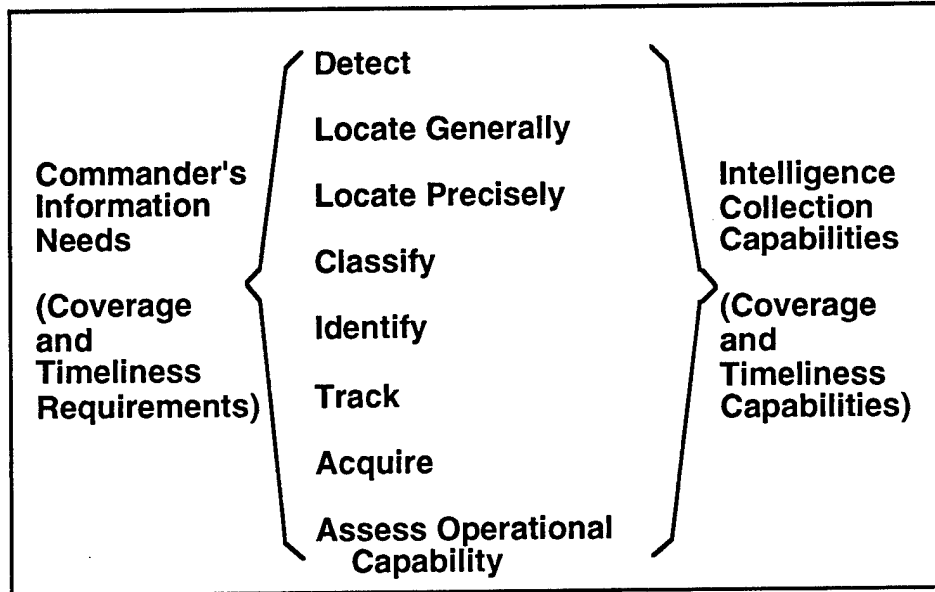 Commander's
Information
Needs
(Coverage
and
Timeliness
Requirements)
Detect
Locate Generally
Locate Precisely
Classify
Identify
Track
Acquire
Assess Operational
Capability
Intelligence
Collection
Capabilities
(Coverage
and
Timeliness
Capabilities)